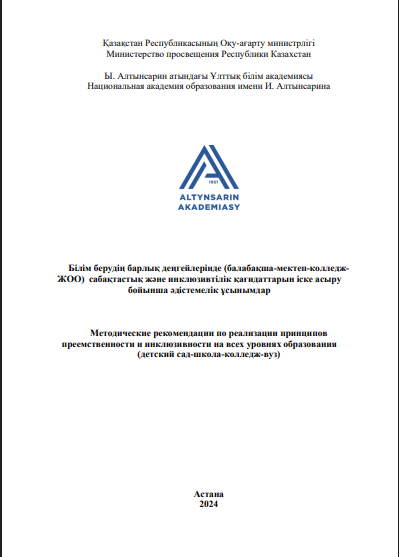 Қазақстан Республикасының Оқу-ағарту министрлігі
Министерство просвещения Республики Казахстан
Ы. Алтынсарин атындағы Ұлттық білім академиясы
Национальная академия образования имени И. Алтынсарина
1921
ALTYNSARIN
AKADEMIASY
Білім берудің барлық деңгейлерінде (балабақша-мектеп-колледж-
ЖОО) сабақтастық және инклюзивтілік қағидаттарын іске асыру
бойынша әдістемелік ұсынымдар
Методические рекомендации по реализации принципов
преемственности и инклюзивности на всех уровнях образования
(детский сад-школа-колледж-вуз)
Астана
2024